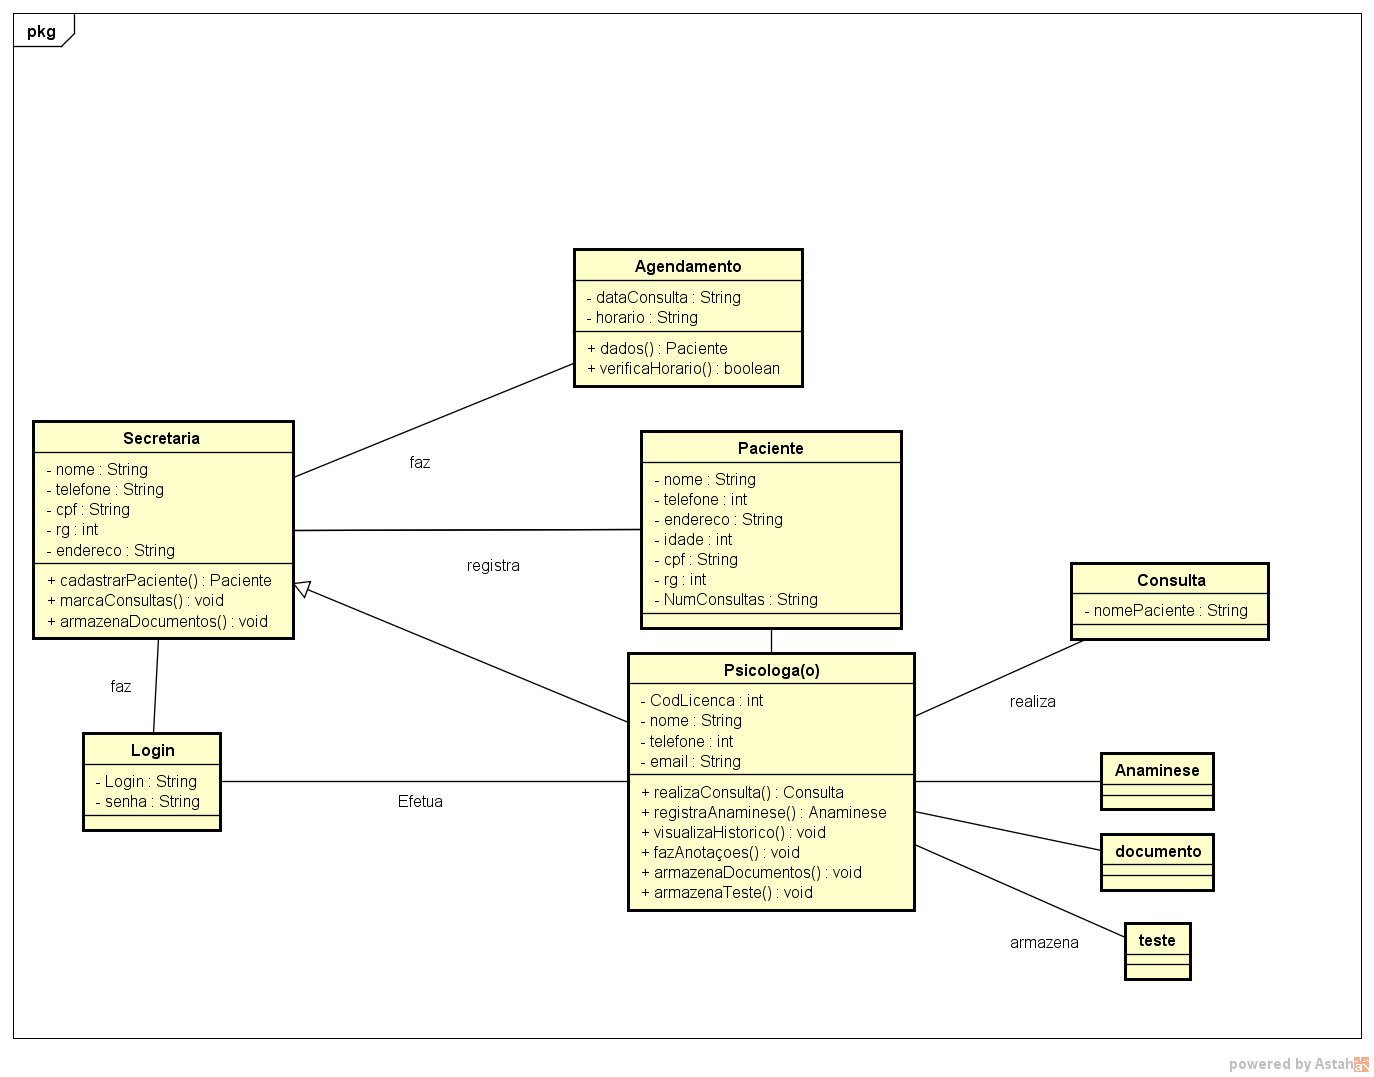 pkg
Agendamento
- dataConsulta : String
- horario : String
+ dados() : Paciente
+ verificaHorario() : boolean
faz
Secretaria
- nome : String
- telefone : String
- cpf : String
- rg : int
- endereco : String
+ cadastrarPaciente() : Paciente
+ marcaConsultas() : void
+ armazenaDocumentos() : void
registra
Paciente
- nome : String
- telefone : int
- endereco : String
- idade : int
- cpf : String
- rg : int
- NumConsultas : String
Consulta
- nomePaciente : String
realiza
faz
Login
- Login : String
- senha : String
Efetua
Psicologa(o)
- CodLicenca : int
- nome : String
- telefone : int
- email : String
+ realizaConsulta() : Consulta
+ registraAnaminese() : Anaminese
+ visualizaHistorico() : void
+ fazAnotaçoes() : void
+ armazenaDocumentos() : void
+ armazenaTeste() : void
Anaminese
documento
teste
armazena
powered by Astah